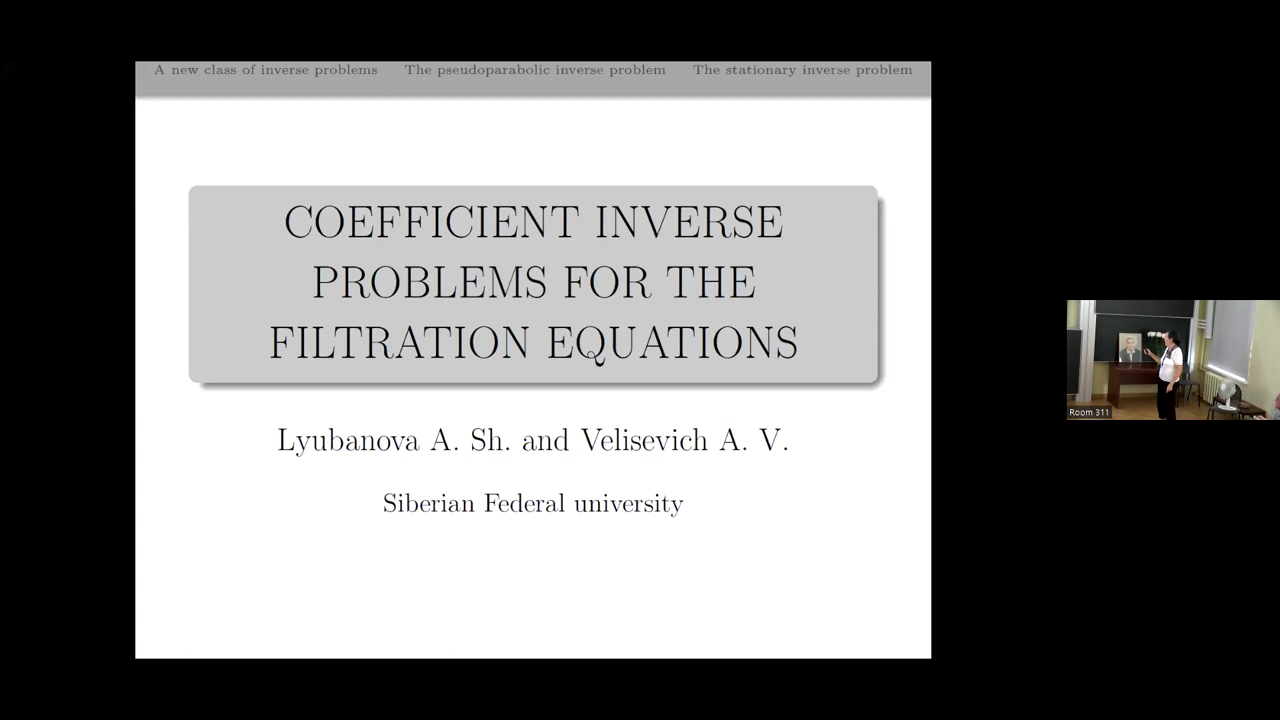 A new class of inverse problems The pseudoparabolic inverse problem The stationary inverse problem
COEFFICIENT INVERSE
PROBLEMS FOR THE
FILTRATION EQUATIONS
Lyubanova A. Sh. and Velisevich A. V.
Siberian Federal university
Room 311